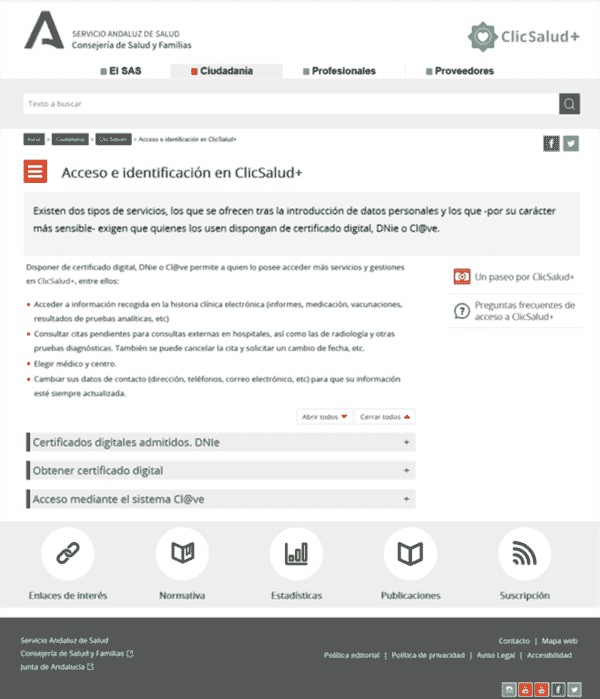 SERVICIO ANDALUZ DE SALUD
Consejería de Salud y Familias
ClicSalud+
El SAS
Ciudadanía
Profesionales
Proveedores
Texto a buscar
Inicio > Ciudadanía > Clic Salud+ > Acceso e identificación en ClicSalud+
Acceso e identificación en ClicSalud+
Existen dos tipos de servicios, los que se ofrecen tras la introducción de datos personales y los que -por su carácter
más sensible- exigen que quienes los usen dispongan de certificado digital, DNie o Cl@ve.
Disponer de certificado digital, DNie o Cl@ve permite a quien lo posee acceder más servicios y gestiones
en ClicSalud+, entre ellos:
Acceder a información recogida en la historia clínica electrónica (informes, medicación, vacunaciones,
resultados de pruebas analíticas, etc)
Consultar citas pendientes para consultas externas en hospitales, así como las de radiología y otras
pruebas diagnósticas. También se puede cancelar la cita y solicitar un cambio de fecha, etc.
Elegir médico y centro.
Cambiar sus datos de contacto (dirección, teléfonos, correo electrónico, etc) para que su información
esté siempre actualizada.
Un paseo por ClicSalud+
Preguntas frecuentes de
acceso a ClicSalud+
Abrir todos
Cerrar todos
Certificados digitales admitidos. DNIe +
Obtener certificado digital +
Acceso mediante el sistema Cl@ve +
Enlaces de interés
Normativa
Estadísticas
Publicaciones
Suscripción
Servicio Andaluz de Salud
Consejería de Salud y Familias
Junta de Andalucía
Contacto | Mapa web
Política editorial | Política de privacidad | Aviso Legal | Accesibilidad